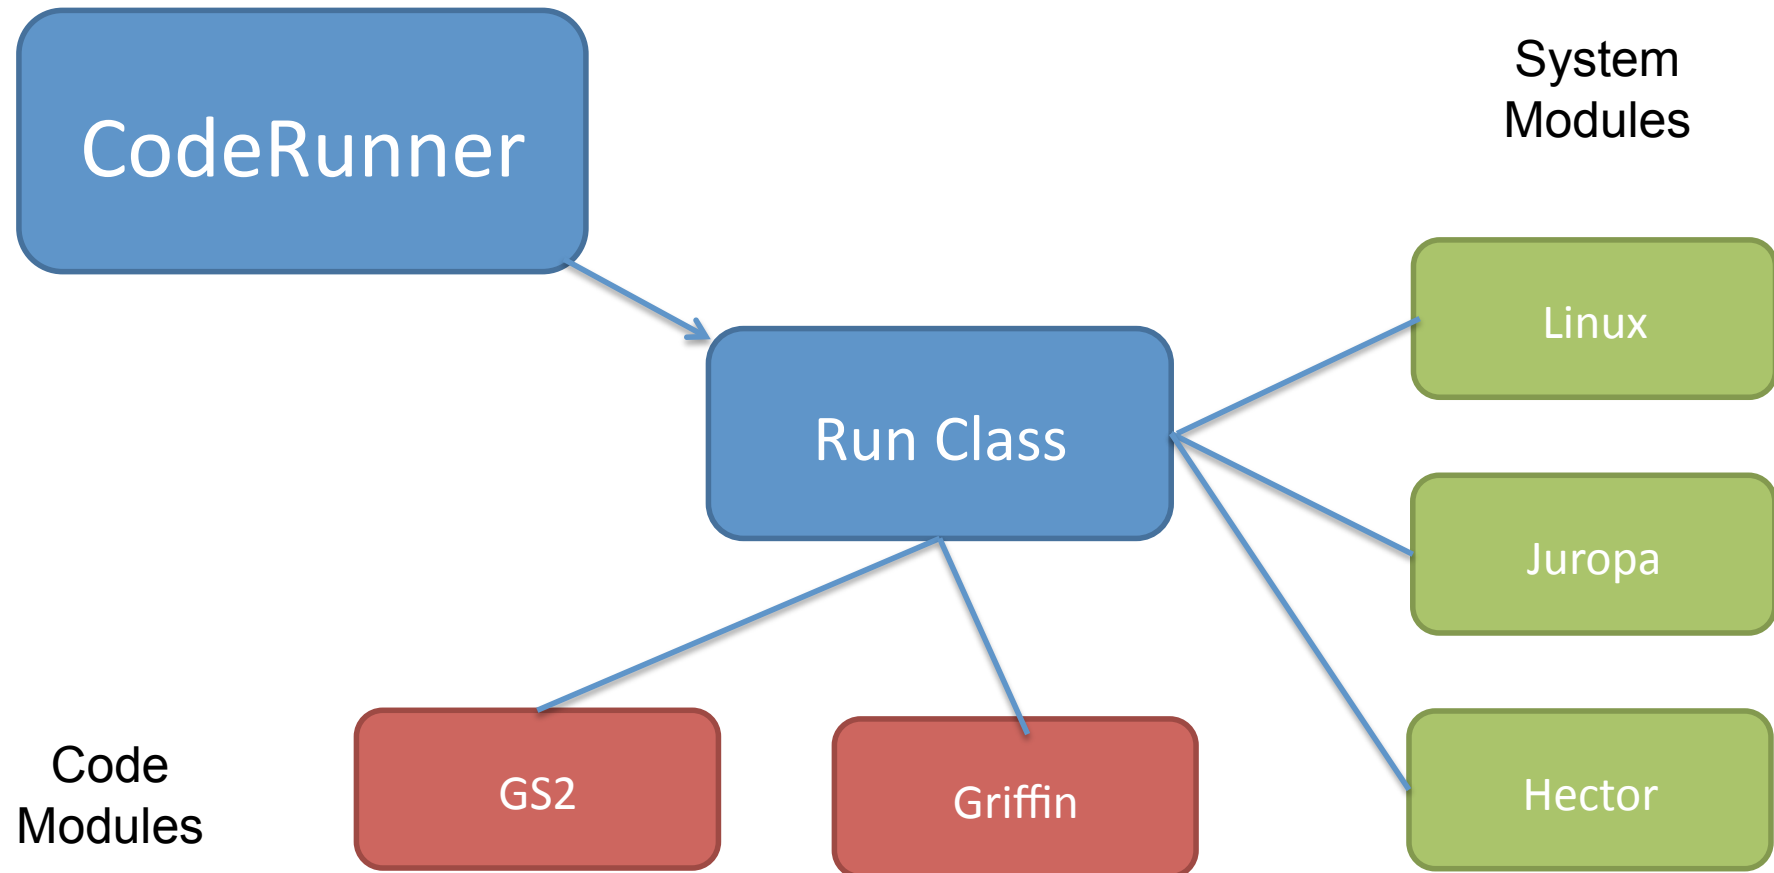 CodeRunner
System
Modules
Linux
Run Class
Juropa
Code
Modules
GS2
Griffin
Hector